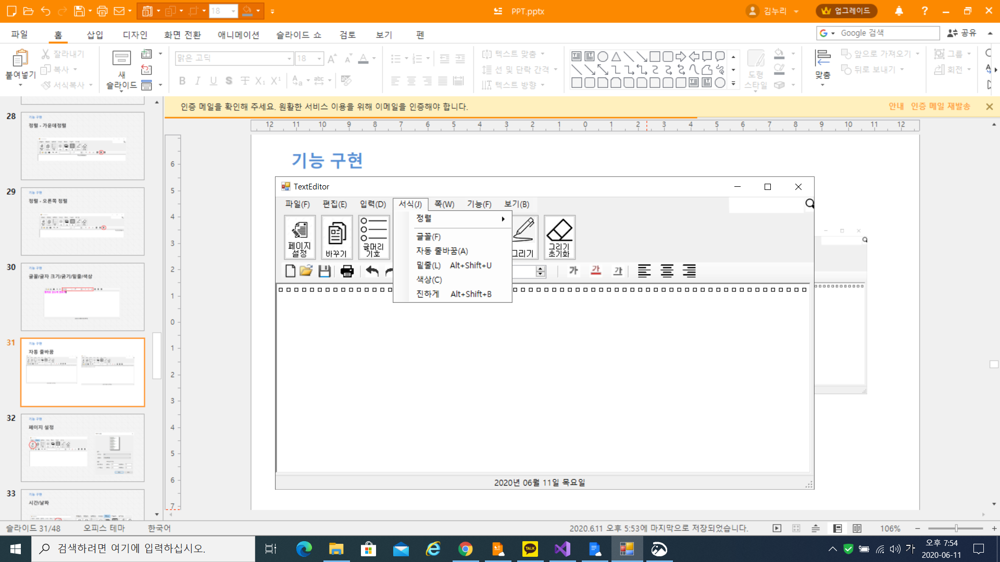 18
PPT.pptx
김누리
업그레이드
파일 홈 삽입 디자인 화면 전환 애니메이션 슬라이드 쇼 검토 보기 펜
Google 검색
공유
붙여넣기
잘라내기
복사
서식복사
새
슬라이드
맑은 고딕
18
텍스트 맞춤
선 및 단락 간격
텍스트 방향
도형
스타일
맞춤
앞으로 가져오기
뒤로 보내기
그룹
회전
인증 메일을 확인해 주세요. 원활한 서비스 이용을 위해 이메일을 인증해야 합니다.
안내 인증 메일 재발송
28
기능 구현
정렬 - 가운데정렬
29
기능 구현
정렬 - 오른쪽 정렬
30
기능 구현
글꼴/글자 크기/굵기/밑줄/색상
31
기능 구현
자동 줄바꿈
32
기능 구현
페이지 설정
33
기능 구현
시간/날짜
12 11 10 9 8 7 6 5 4 3 2 1 0 1 2 3 4 5 6 7 8 9 10 11 12
6
5
4
3
2
1
0
1
2
3
4
5
6
7
기능 구현
TextEditor
파일(F) 편집(E) 입력(D) 서식(J) 쪽(W) 기능(F) 보기(B)
페이지
설정
바꾸기
글머리
기호
그리기
그리기
초기화
정렬
글꼴(F)
자동 줄바꿈(A)
밑줄(L) Alt+Shift+U
색상(C)
진하게 Alt+Shift+B
가 가 가
2020년 06월 11일 목요일
슬라이드 31/48
오피스 테마
한국어
2020.6.11 오후 5:53에 마지막으로 저장되었습니다.
106%
검색하려면 여기에 입력하십시오.
TALK
가
오후 7:54
2020-06-11